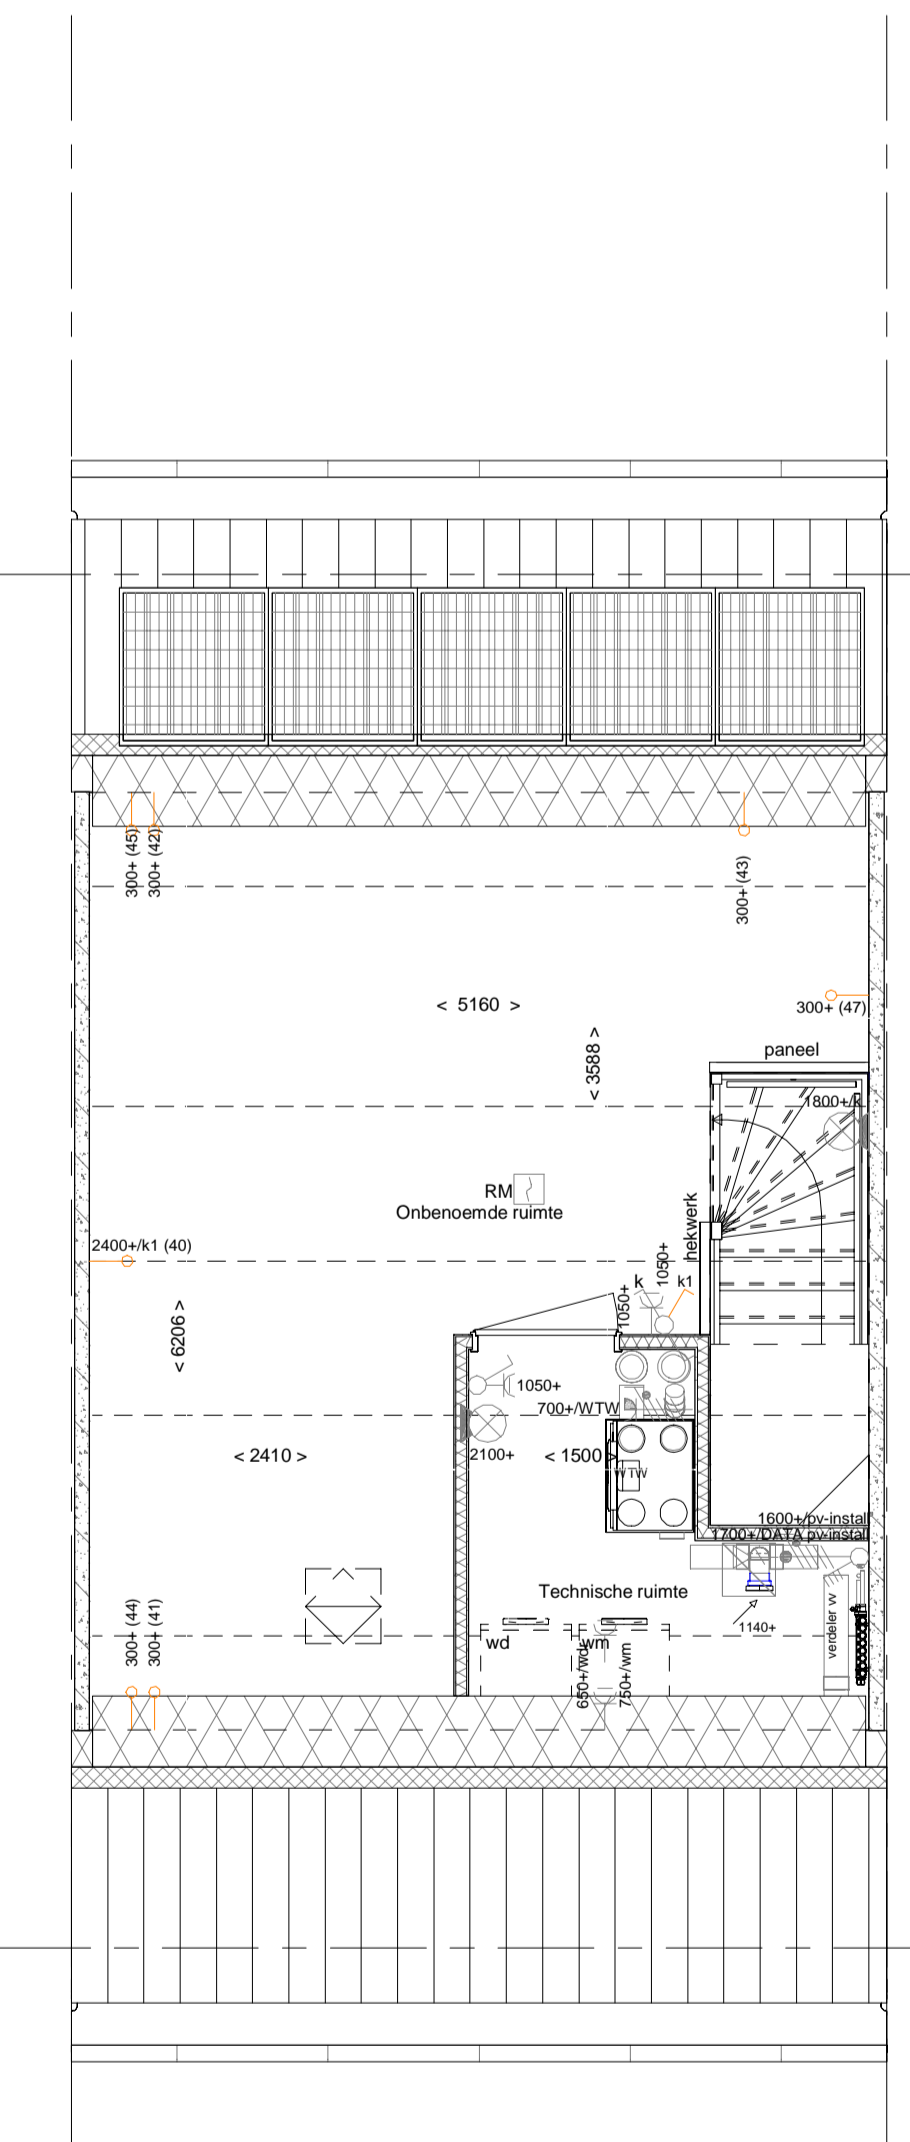 300+ (45)
300+ (42)
300+ (43)
< 5160 >
300+ (47)
< 3588 >
paneel
1800+/k
RM
Onbenoemde ruimte
hekwerk
2400+/k1 (40)
1050+
k
k1
1050+
< 6206 >
1050+
700+/WTW
< 2410 >
2100+
< 1500 >
WTW
1600+/pv-install
1700+/DATA pv-install
Technische ruimte
1140+
verdeler vv
300+ (44)
300+ (41)
wd
wm
650+/wd
750+/wm